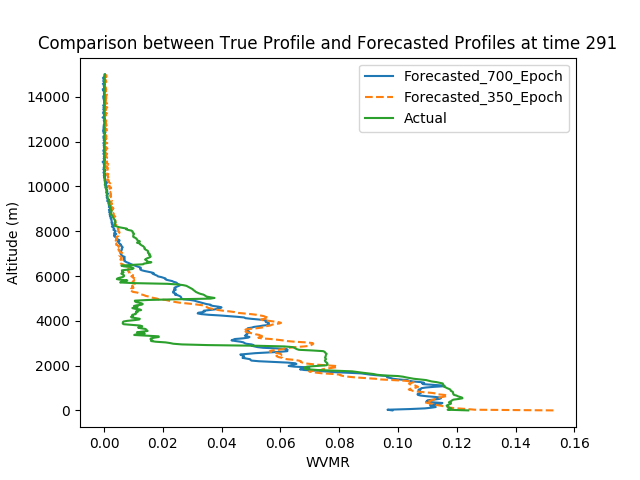 Comparison between True Profile and Forecasted Profiles at time 291
Forecasted_700_Epoch
Forecasted_350_Epoch
Actual
Altitude (m)
14000
12000
10000
8000
6000
4000
2000
0
0.00 0.02 0.04 0.06 0.08 0.10 0.12 0.14 0.16
WVMR